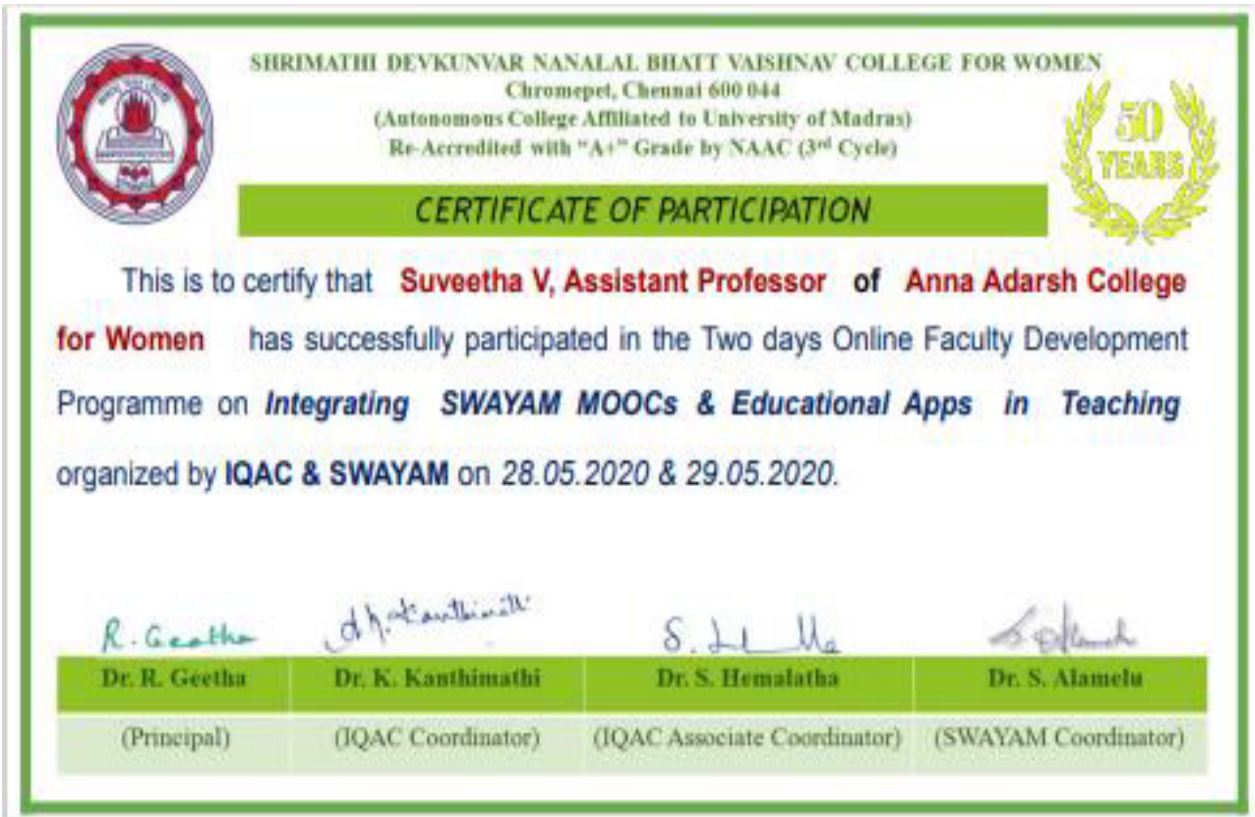 SHRIMATHI DEVKUNVAR NANALAL BHATT VAISHNAV COLLEGE FOR WOMEN
Chromepet, Chennai 600 044
(Autonomous College Affiliated to University of Madras)
Re-Accredited with "A+" Grade by NAAC (3rd Cycle)
50
YEARS
CERTIFICATE OF PARTICIPATION
This is to certify that Suveetha V, Assistant Professor of Anna Adarsh College
for Women has successfully participated in the Two days Online Faculty Development
Programme on Integrating SWAYAM MOOCs & Educational Apps in Teaching
organized by IQAC & SWAYAM on 28.05.2020 & 29.05.2020.
R. Geetha
Dr. R. Geetha Dr. K. Kanthimathi Dr. S. Hemalatha Dr. S. Alamelu
(Principal) (IQAC Coordinator) (IQAC Associate Coordinator) (SWAYAM Coordinator)